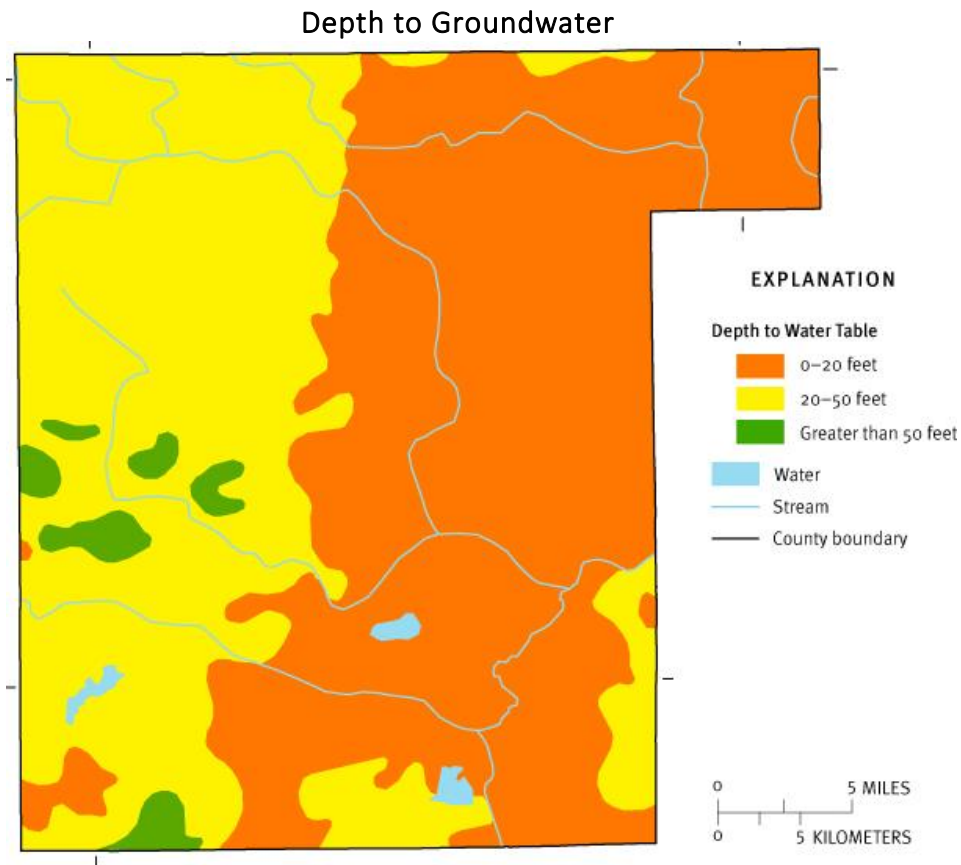 Depth to Groundwater
EXPLANATION
Depth to Water Table
0–20 feet
20–50 feet
Greater than 50 feet
Water
Stream
County boundary
0 5 MILES
0 5 KILOMETERS